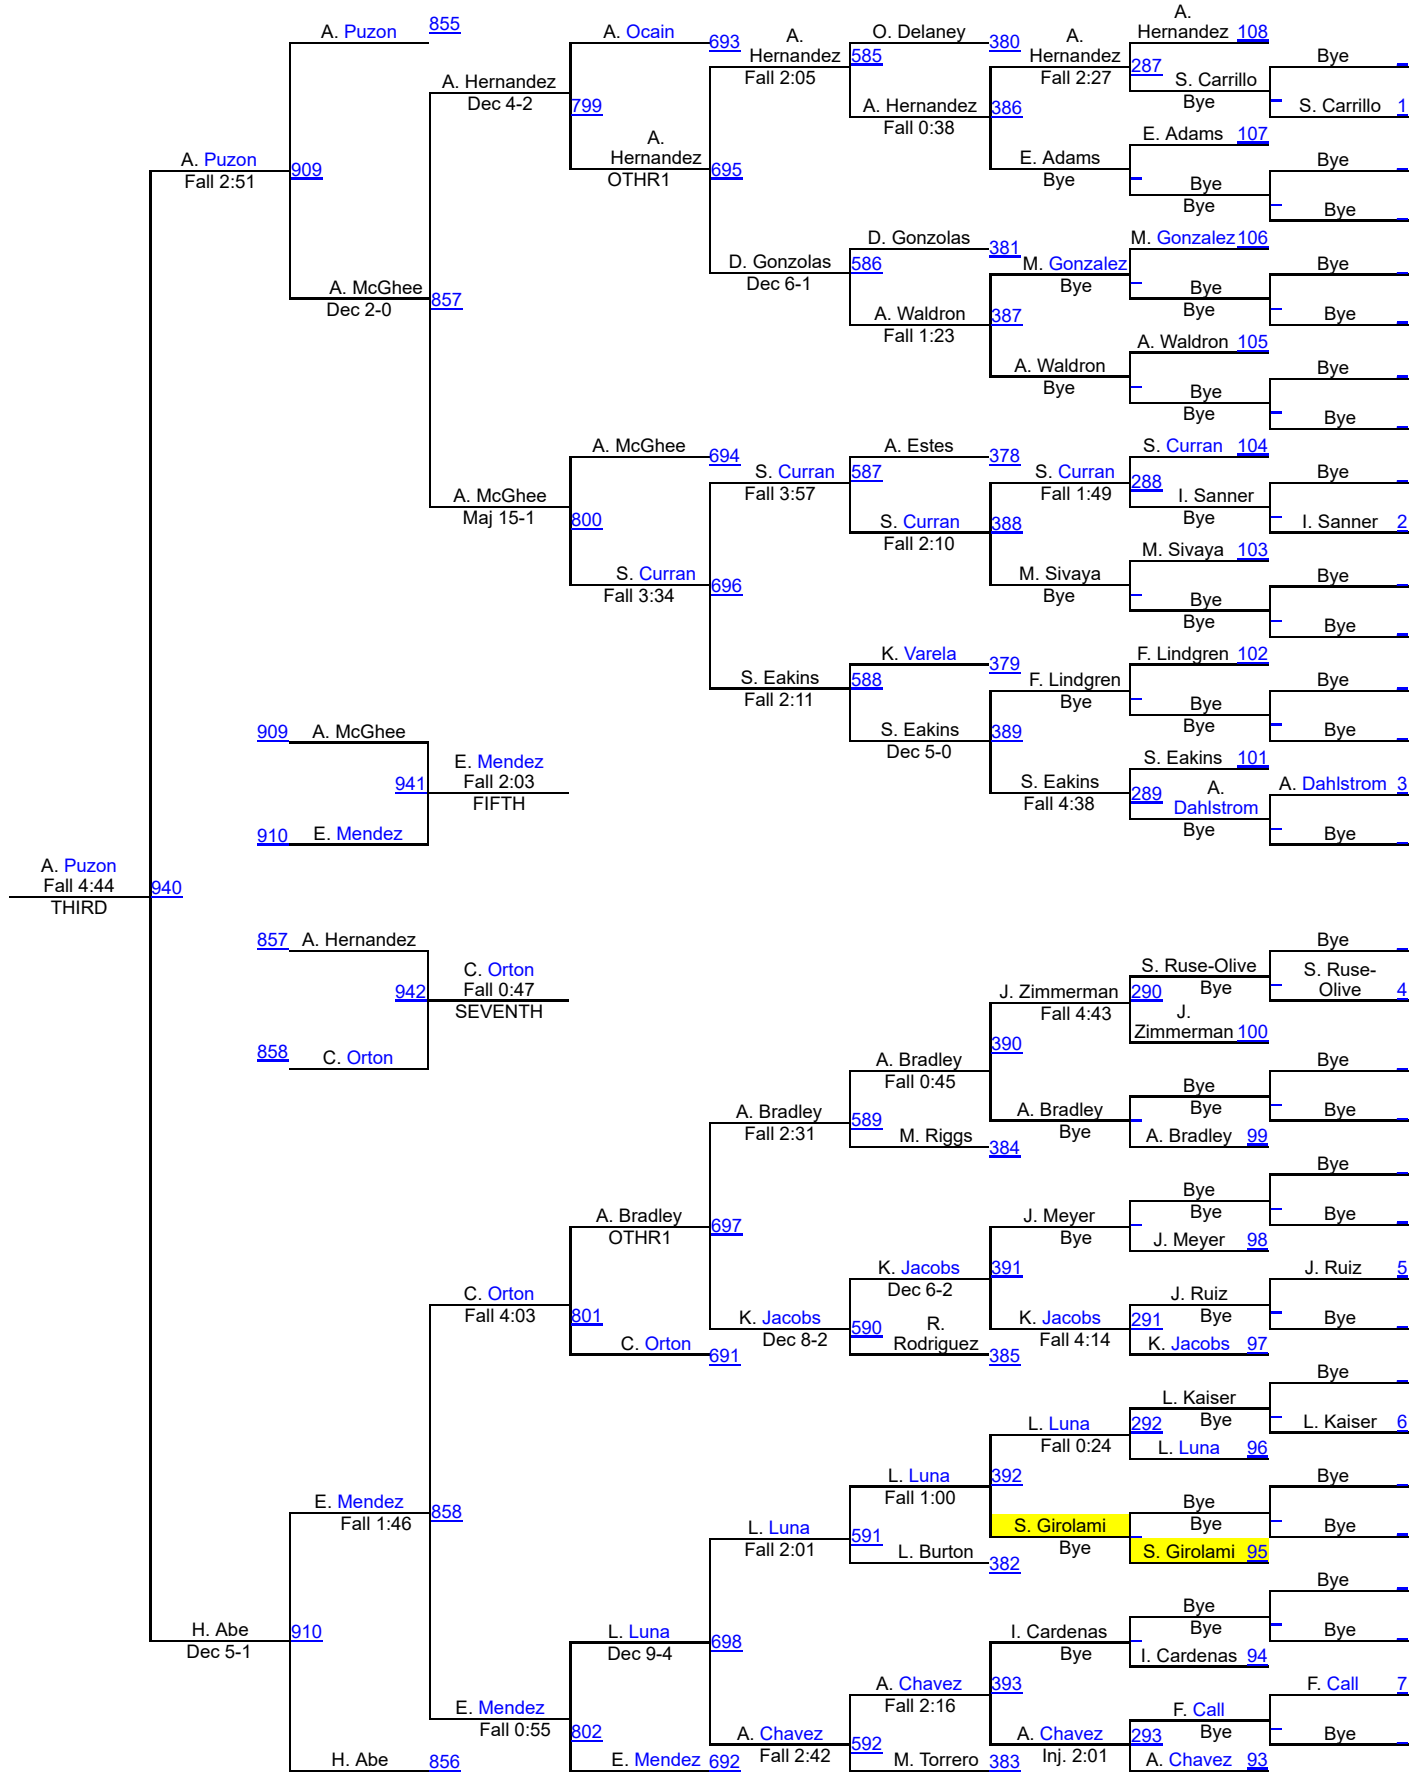 A.
Hernandez 108
A. Puzon 855
A. Ocain 693
A.
Hernandez 585
Fall 2:05
O. Delaney 380
A.
Hernandez 287
Fall 2:27
Bye
S. Carrillo
Bye
S. Carrillo 1
A. Hernandez 799
Dec 4-2
A. Hernandez 386
Fall 0:38
E. Adams 107
A.
Hernandez 695
OTHR1
E. Adams
Bye
Bye
A. Puzon 909
Fall 2:51
Bye
Bye
Bye
D. Gonzolas 381
M. Gonzalez 106
D. Gonzolas 586
Dec 6-1
M. Gonzalez
Bye
Bye
A. McGhee 857
Dec 2-0
Bye
Bye
A. Waldron 387
Fall 1:23
Bye
A. Waldron 105
A. Waldron
Bye
Bye
Bye
Bye
Bye
A. McGhee 694
A. Estes 378
S. Curran 104
S. Curran 587
Fall 3:57
S. Curran 288
Fall 1:49
Bye
A. McGhee 800
Maj 15-1
I. Sanner
Bye
S. Curran 388
Fall 2:10
I. Sanner 2
M. Sivaya 103
S. Curran 696
Fall 3:34
M. Sivaya
Bye
Bye
Bye
Bye
Bye
K. Varela 379
F. Lindgren 102
S. Eakins 588
Fall 2:11
F. Lindgren
Bye
Bye
Bye
Bye
909 A. McGhee
S. Eakins 389
Dec 5-0
Bye
E. Mendez
941 Fall 2:03
FIFTH
S. Eakins 101
S. Eakins 289
Fall 4:38
A.
Dahlstrom
Bye
A. Dahlstrom 3
910 E. Mendez
Bye
A. Puzon
Fall 4:44 940
THIRD
857 A. Hernandez
Bye
C. Orton
942 Fall 0:47
SEVENTH
S. Ruse-Olive
Bye
S. Ruse-
Olive 4
J. Zimmerman 290
Fall 4:43
J.
Zimmerman 100
858 C. Orton
390
A. Bradley
Fall 0:45
Bye
Bye
Bye
A. Bradley 589
Fall 2:31
A. Bradley
Bye
Bye
M. Riggs 384
A. Bradley 99
Bye
Bye
Bye
A. Bradley 697
OTHR1
J. Meyer
Bye
Bye
J. Meyer 98
K. Jacobs 391
Dec 6-2
J. Ruiz 5
C. Orton 801
Fall 4:03
J. Ruiz
Bye
K. Jacobs 590
Dec 8-2
R.
Rodriguez 385
K. Jacobs 291
Fall 4:14
Bye
C. Orton 691
K. Jacobs 97
Bye
L. Kaiser
Bye
L. Luna 292
Fall 0:24
L. Kaiser 6
L. Luna 96
L. Luna 392
Fall 1:00
Bye
E. Mendez 858
Fall 1:46
Bye
Bye
L. Luna 591
Fall 2:01
S. Girolami
Bye
Bye
L. Burton 382
S. Girolami 95
Bye
H. Abe 910
Dec 5-1
L. Luna 698
Dec 9-4
I. Cardenas
Bye
Bye
Bye
Bye
I. Cardenas 94
A. Chavez 393
Fall 2:16
F. Call 7
E. Mendez 802
Fall 0:55
F. Call
Bye
A. Chavez 592
Fall 2:42
A. Chavez 293
Inj. 2:01
Bye
H. Abe 856
E. Mendez 692
M. Torrero 383
A. Chavez 93